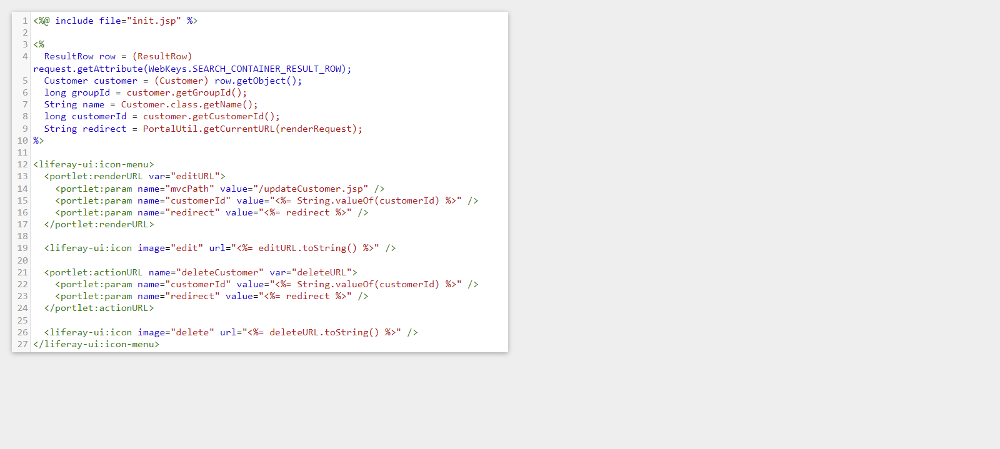 1 <%@ include file="init.jsp" %>
2
3 <%
4   ResultRow row = (ResultRow)
request.getAttribute(WebKeys.SEARCH_CONTAINER_RESULT_ROW);
5   Customer customer = (Customer) row.getObject();
6   long groupId = customer.getGroupId();
7   String name = Customer.class.getName();
8   long customerId = customer.getCustomerId();
9   String redirect = PortalUtil.getCurrentURL(renderRequest);
10 %>
11
12 <liferay-ui:icon-menu>
13   <portlet:renderURL var="editURL">
14     <portlet:param name="mvcPath" value="/updateCustomer.jsp" />
15     <portlet:param name="customerId" value="<%= String.valueOf(customerId) %>" />
16     <portlet:param name="redirect" value="<%= redirect %>" />
17   </portlet:renderURL>
18
19   <liferay-ui:icon image="edit" url="<%= editURL.toString() %>" />
20
21   <portlet:actionURL name="deleteCustomer" var="deleteURL">
22     <portlet:param name="customerId" value="<%= String.valueOf(customerId) %>" />
23     <portlet:param name="redirect" value="<%= redirect %>" />
24   </portlet:actionURL>
25
26   <liferay-ui:icon image="delete" url="<%= deleteURL.toString() %>" />
27 </liferay-ui:icon-menu>